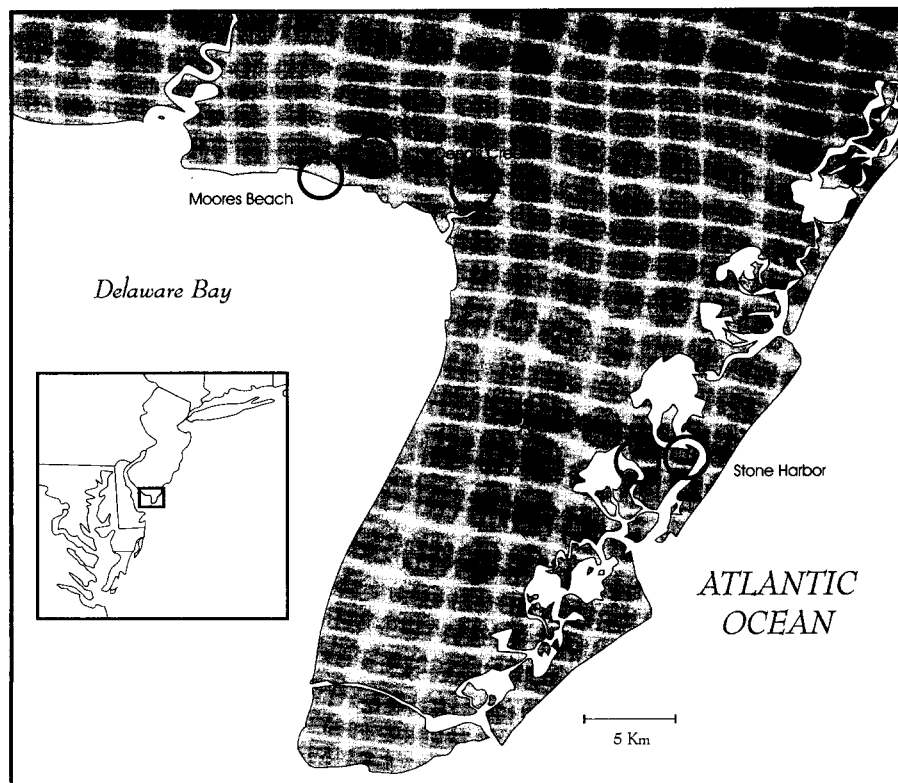 Moores Beach
Delaware Bay
Stone Harbor
ATLANTIC
OCEAN
5 Km